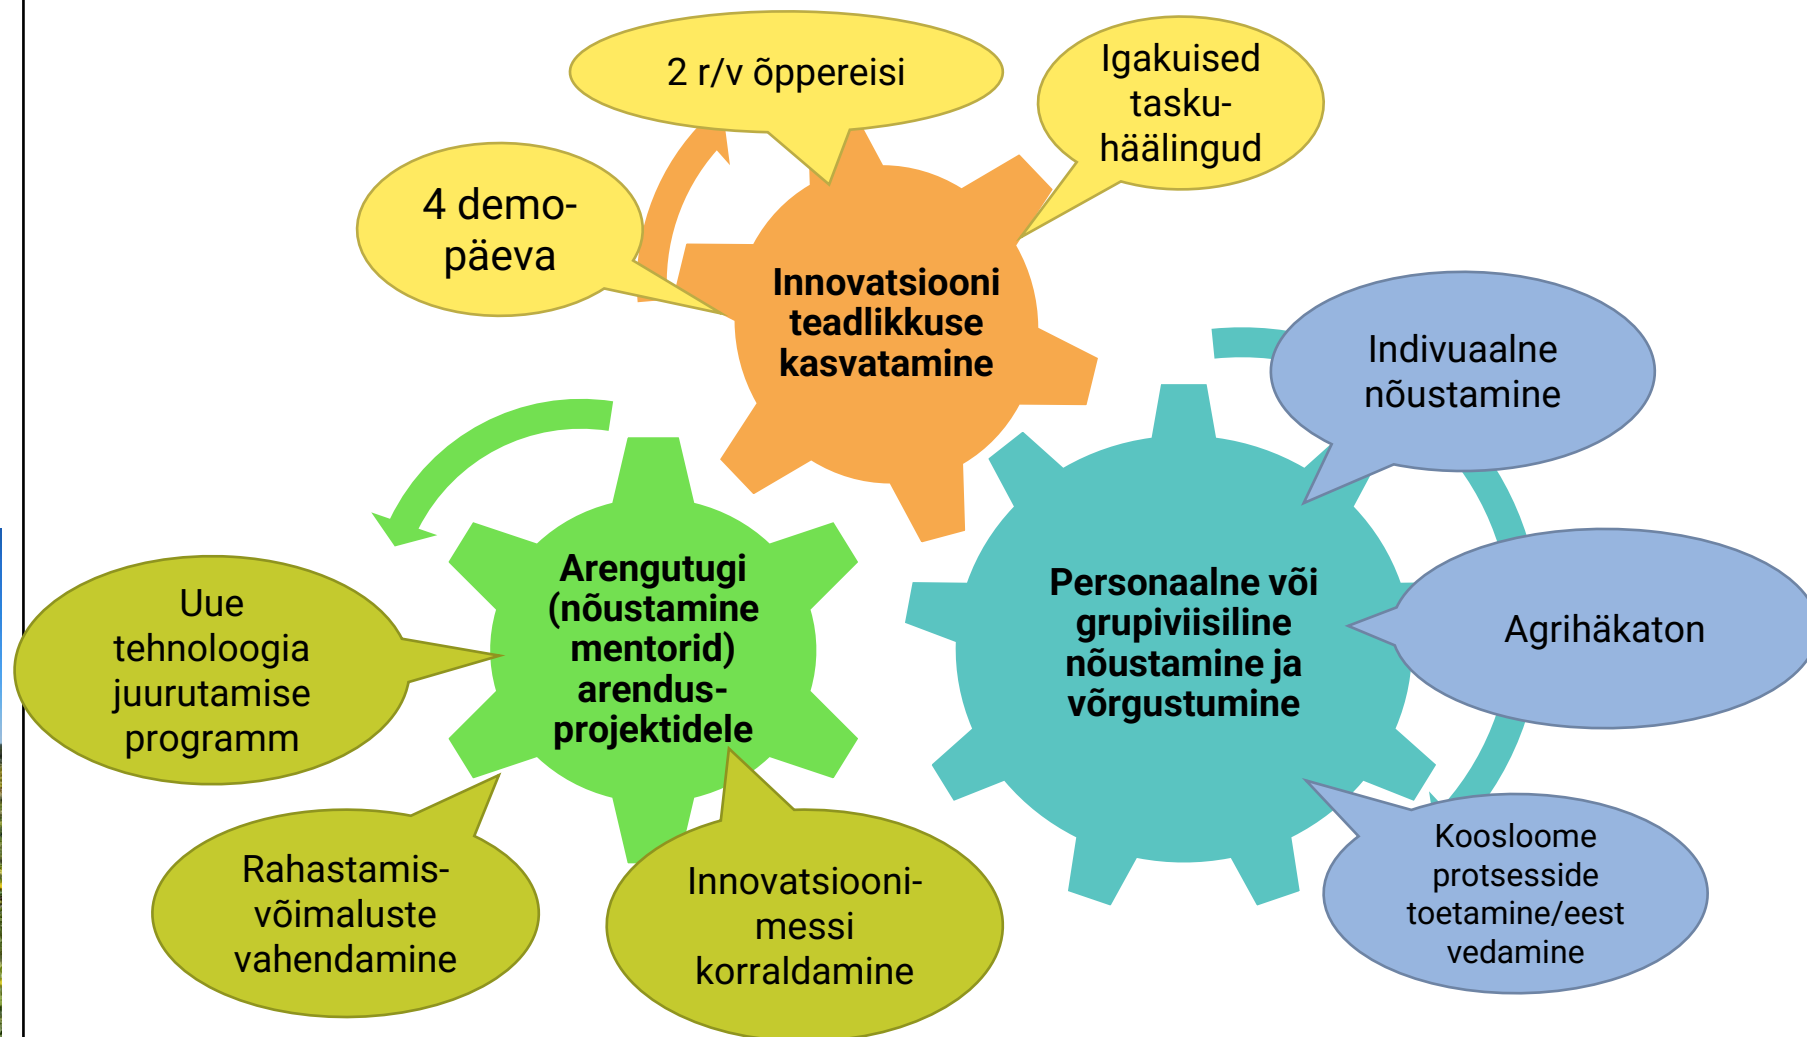 2 r/v õppereisi
Igakuised
tasku-
häälingud
4 demo-
päeva
Innovatsiooni
teadlikkuse
kasvatamine
Indivuaalne
nõustamine
Arengutugi
(nõustamine
mentorid)
arendus-
projektidele
Personaalne või
grupiviisiline
nõustamine ja
võrgustumine
Agrihäkaton
Uue
tehnoloogia
juurutamise
programm
Rahastamis-
võimaluste
vahendamine
Innovatsiooni-
messi
korraldamine
Koosloome
protsesside
toetamine/eest
vedamine